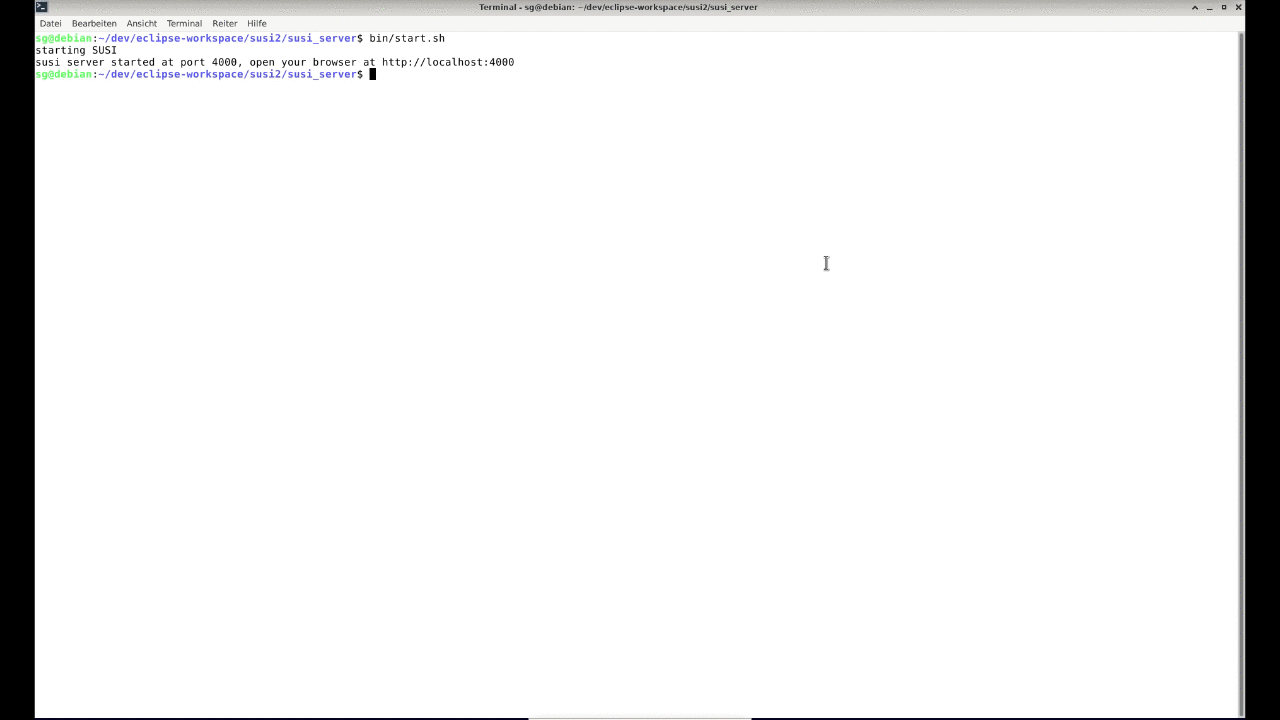 Terminal - sg@debian: ~/dev/eclipse-workspace/susi2/susi_server
Datei Bearbeiten Ansicht Terminal Reiter Hilfe
sg@debian:~/dev/eclipse-workspace/susi2/susi_server$ bin/start.sh
starting SUSI
susi server started at port 4000, open your browser at http://localhost:4000
sg@debian:~/dev/eclipse-workspace/susi2/susi_server$